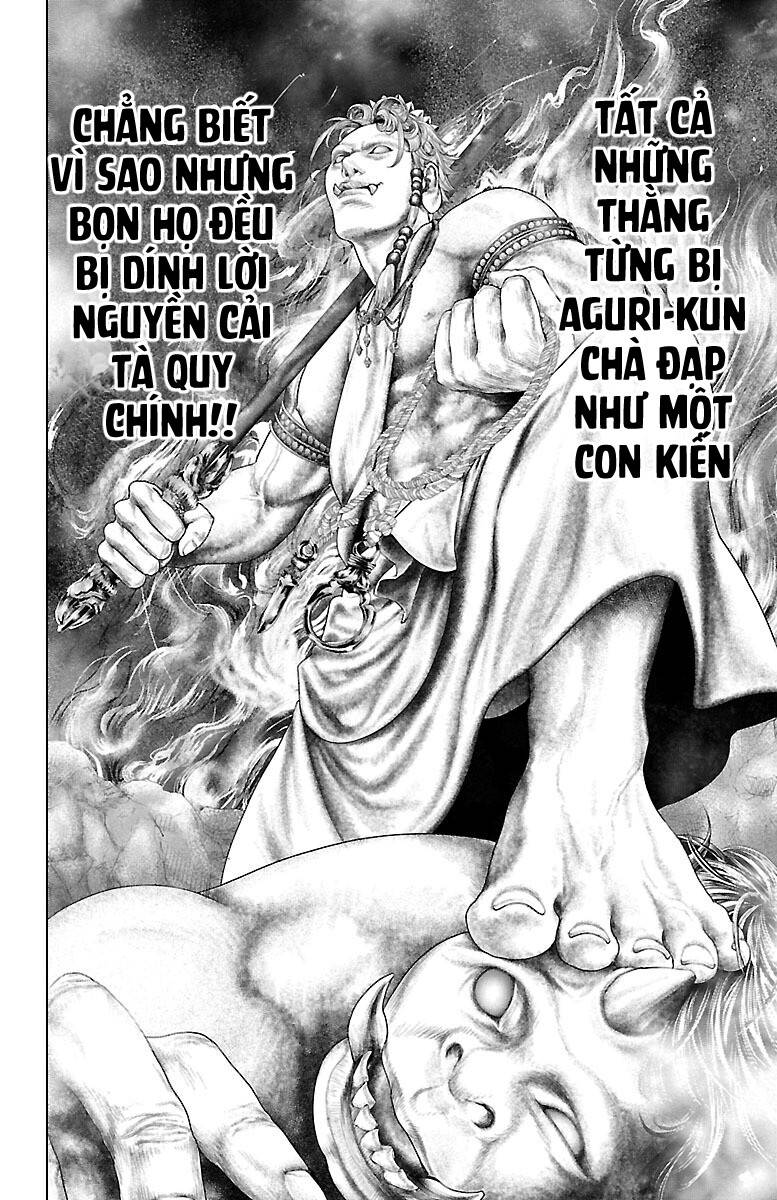 TẤT CẢ
NHỮNG
THẰNG
TỪNG BỊ
AGURI-KUN
CHÀ ĐẠP
NHƯ MỘT
CON KIẾN
CHẲNG BIẾT
VÌ SAO NHƯNG
BỌN HỌ ĐỀU
BỊ DÍNH LỜI
NGUYỀN CẢI
TÀ QUY
CHÍNH!!